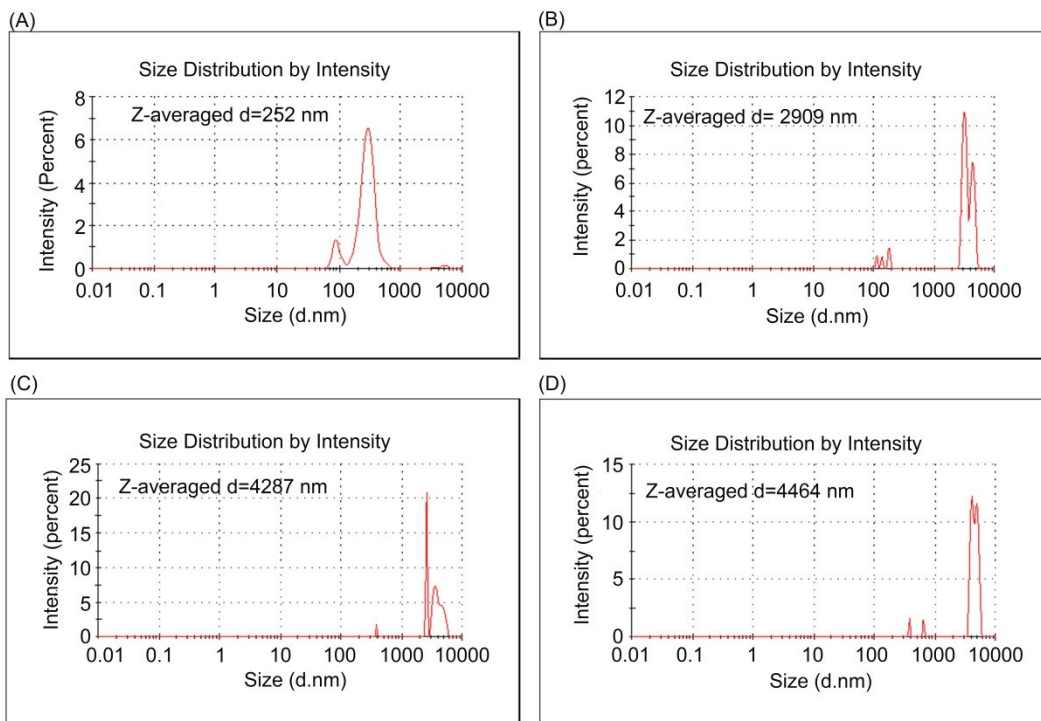 (A)
Size Distribution by Intensity
Z-averaged d=252 nm
Intensity (Percent)
8
6
4
2
0
0.01 0.1 1 10 100 1000 10000
Size (d.nm)
(B)
Size Distribution by Intensity
Z-averaged d= 2909 nm
Intensity (percent)
12
10
8
6
4
2
0
0.01 0.1 1 10 100 1000 10000
Size (d.nm)
(C)
Size Distribution by Intensity
Z-averaged d=4287 nm
Intensity (percent)
25
20
15
10
5
0
0.01 0.1 1 10 100 1000 10000
Size (d.nm)
(D)
Size Distribution by Intensity
Z-averaged d=4464 nm
Intensity (percent)
15
10
5
0
0.01 0.1 1 10 100 1000 10000
Size (d.nm)